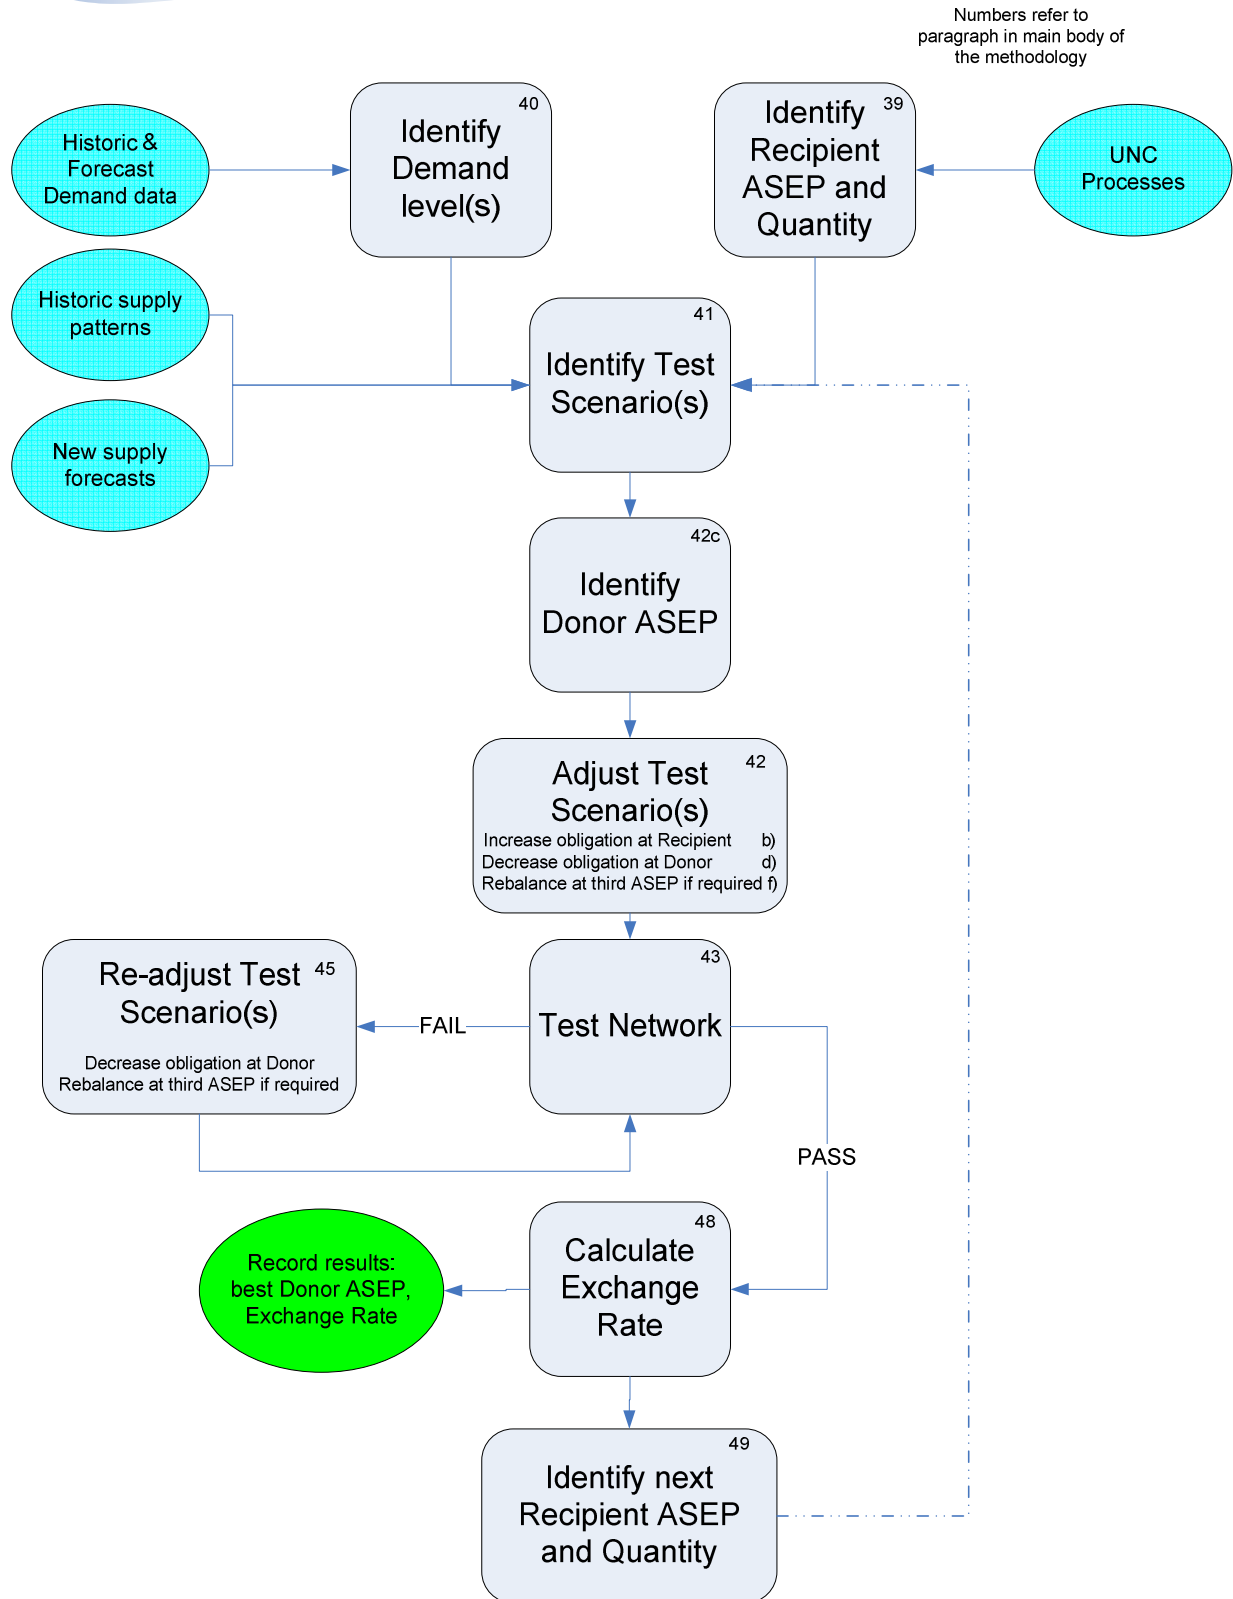 Numbers refer to
paragraph in main body of
the methodology
40
Identify
Demand
level(s)
39
Identify
Recipient
ASEP and
Quantity
Historic &
Forecast
Demand data
UNC
Processes
Historic supply
patterns
41
Identify Test
Scenario(s)
New supply
forecasts
42c
Identify
Donor ASEP
42
Adjust Test
Scenario(s)
Increase obligation at Recipient b)
Decrease obligation at Donor d)
Rebalance at third ASEP if required f)
45
Re-adjust Test
Scenario(s)
Decrease obligation at Donor
Rebalance at third ASEP if required
FAIL
43
Test Network
PASS
48
Calculate
Exchange
Rate
Record results:
best Donor ASEP,
Exchange Rate
49
Identify next
Recipient ASEP
and Quantity